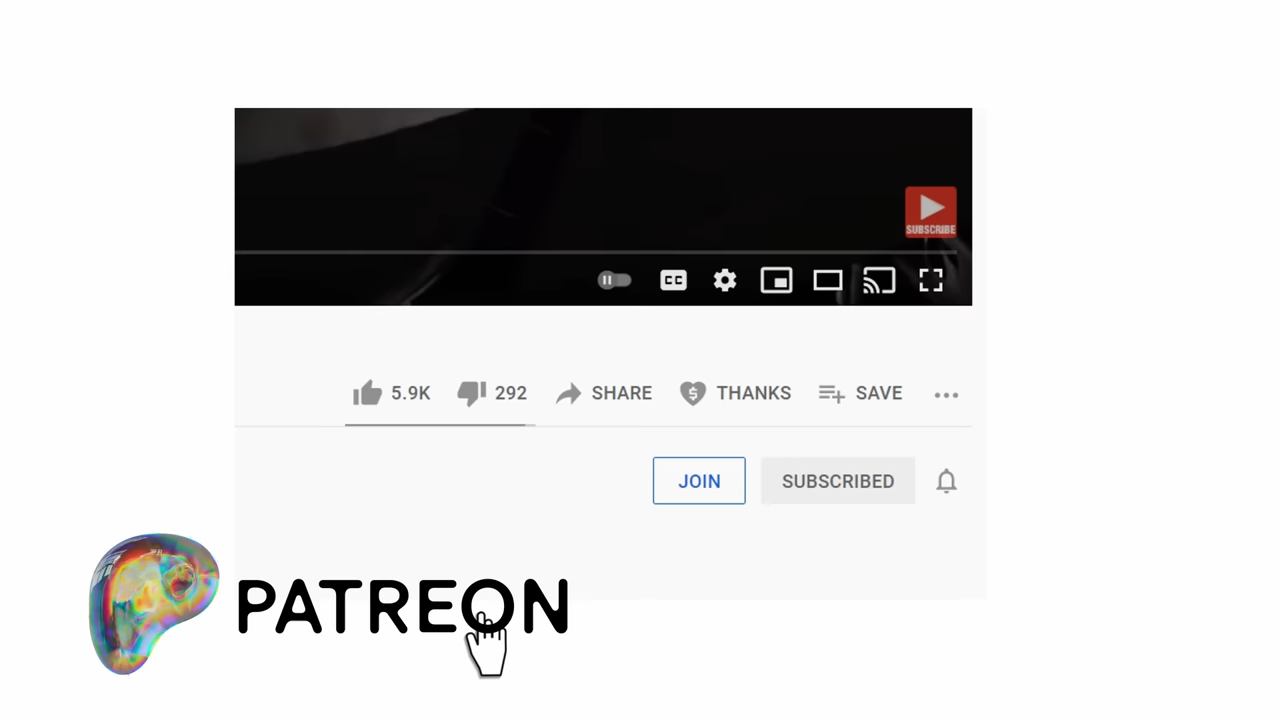 SUBSCRIBE
CC
5.9K 292 SHARE THANKS SAVE
JOIN SUBSCRIBED
PATREON